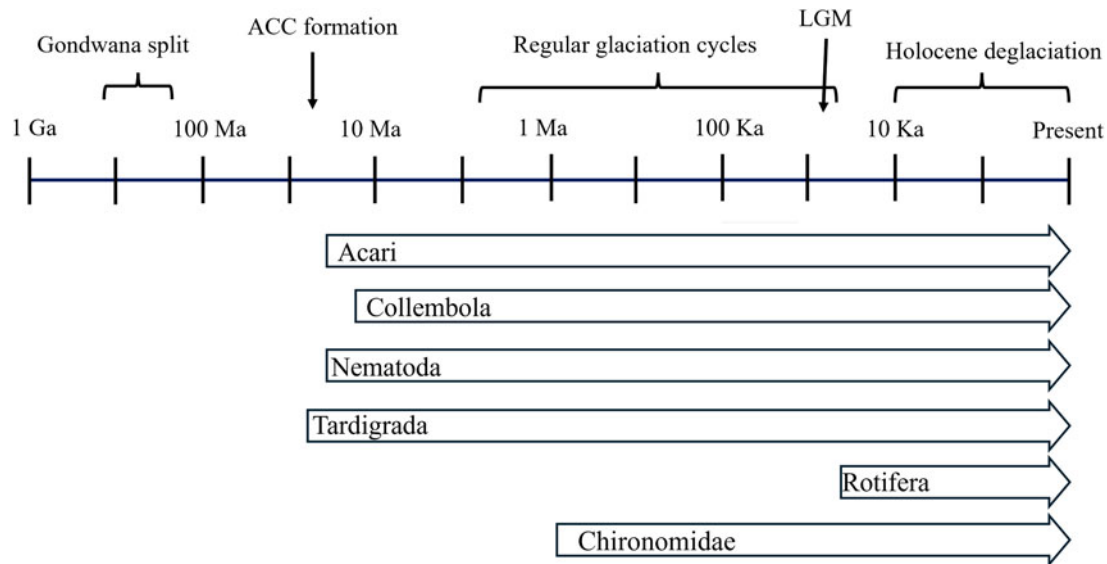 LGM
ACC formation
Gondwana split
Regular glaciation cycles
Holocene deglaciation
1 Ga 100 Ma 10 Ma 1 Ma 100 Ka 10 Ka Present
Acari
Collembola
Nematoda
Tardigrada
Rotifera
Chironomidae